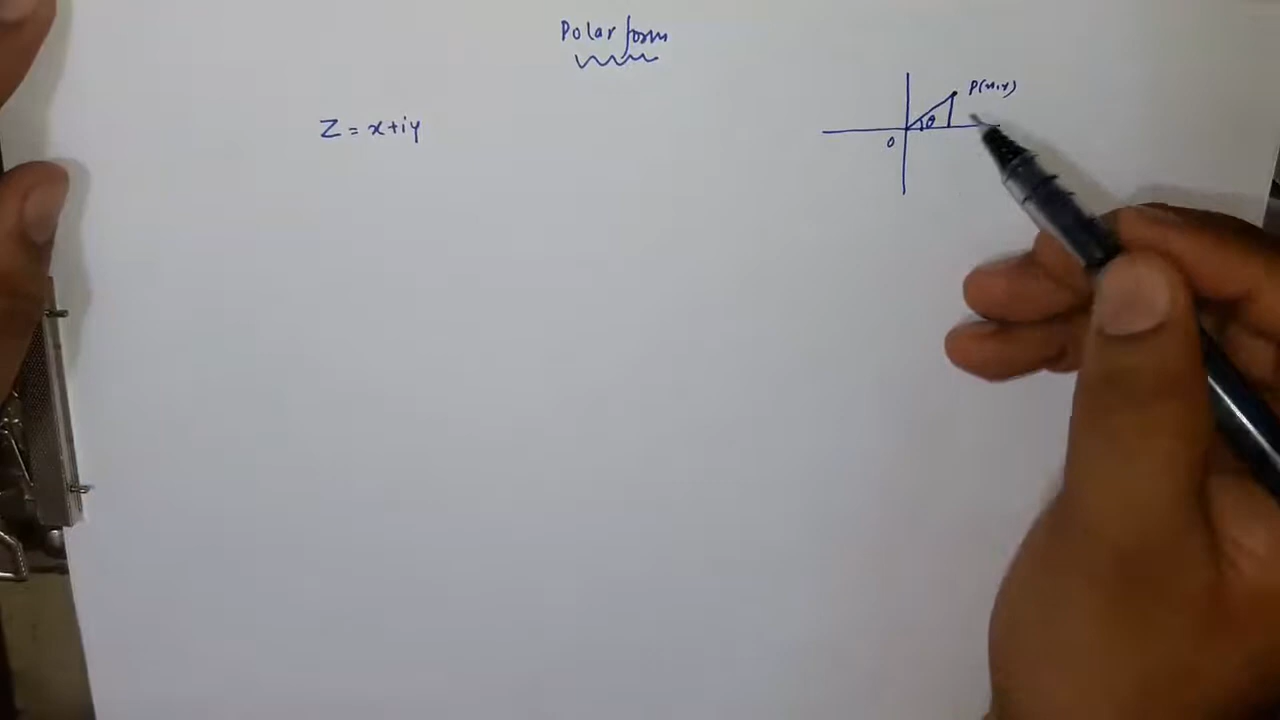 Polar form
Z = x+iy
P(x,y)
θ
0